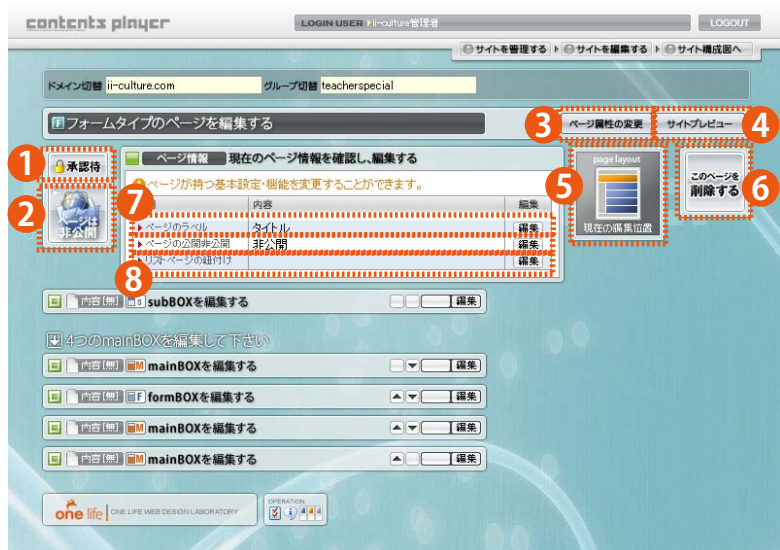 contents player
LOGIN USER ii-culture管理者
LOGOUT
サイトを管理する サイトを編集する サイト構成図へ
ドメイン切替 ii-culture.com グループ切替 teacherspecial
F フォームタイプのページを編集する
3 ページ属性の変更 サイトプレビュー 4
1 承認待
ページ情報 現在のページ情報を確認し、編集する
page layout
5
現在の編集位置
このページを
削除する
6
2 ページは
非公開
ページが持つ基本設定・機能を変更することができます。
7
内容 編集
ページのラベル タイトル 編集
ページの公開非公開 非公開 編集
リストページの紐付け 編集
8
内容[無] S subBOXを編集する 編集
4つのmainBOXを編集して下さい
内容[無] M mainBOXを編集する 編集
内容[無] F formBOXを編集する 編集
内容[無] M mainBOXを編集する 編集
内容[無] M mainBOXを編集する 編集
one life ONE LIFE WEB DESIGN LABORATORY
OPERATION